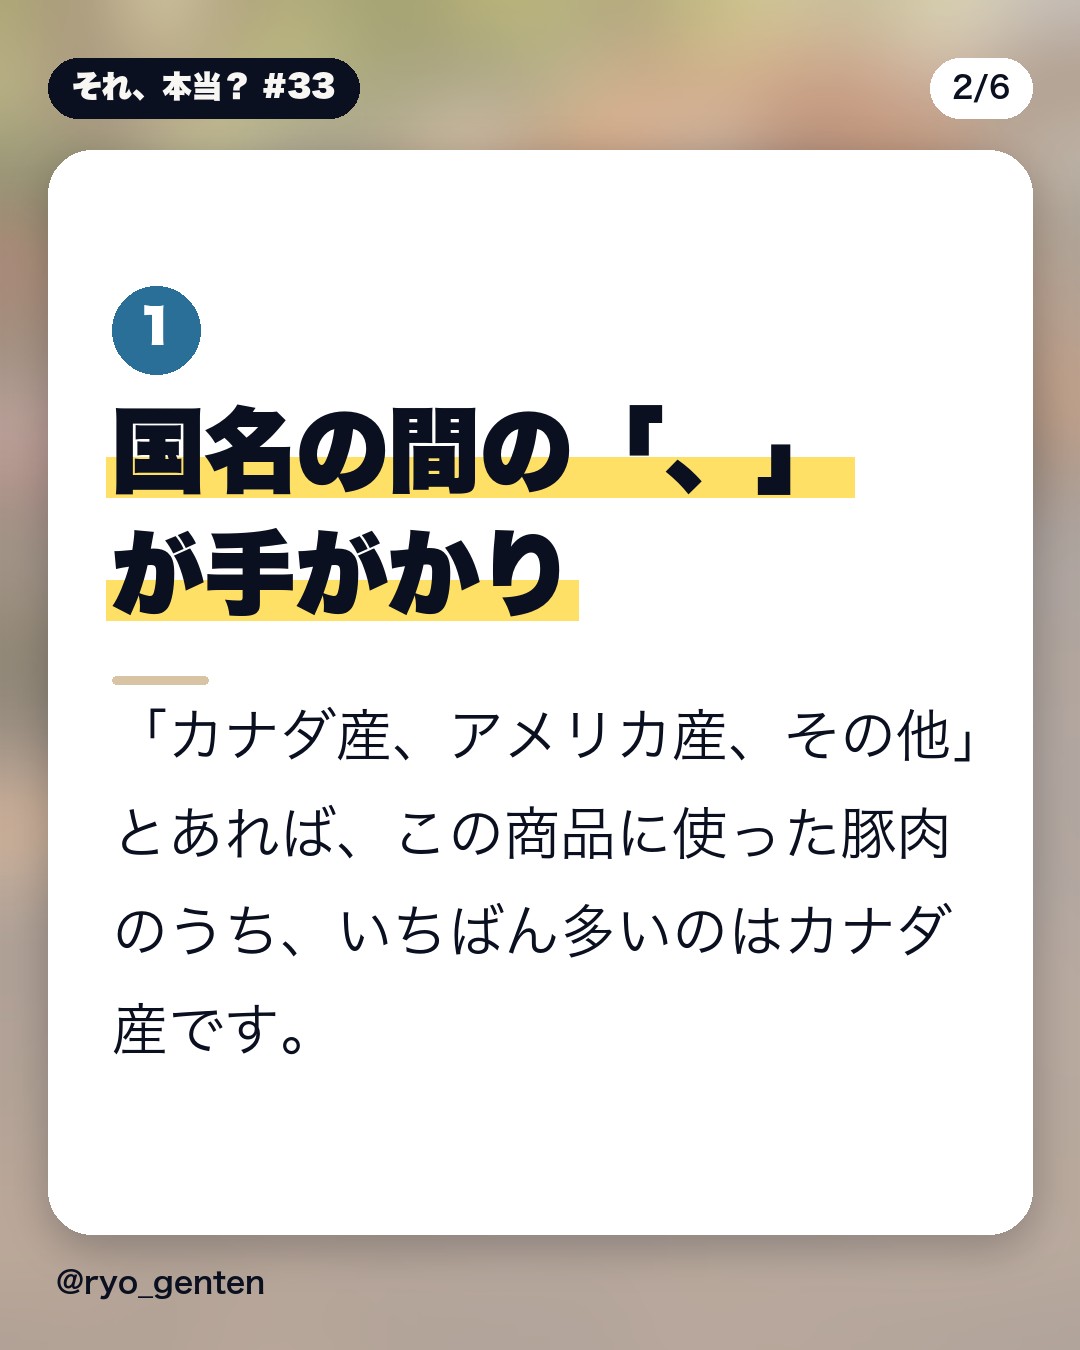 それ、本当？ #33
2/6
1
国名の間の「、」
が手がかり
「カナダ産、アメリカ産、その他」
とあれば、この商品に使った豚肉
のうち、いちばん多いのはカナダ
産です。
@ryo_genten